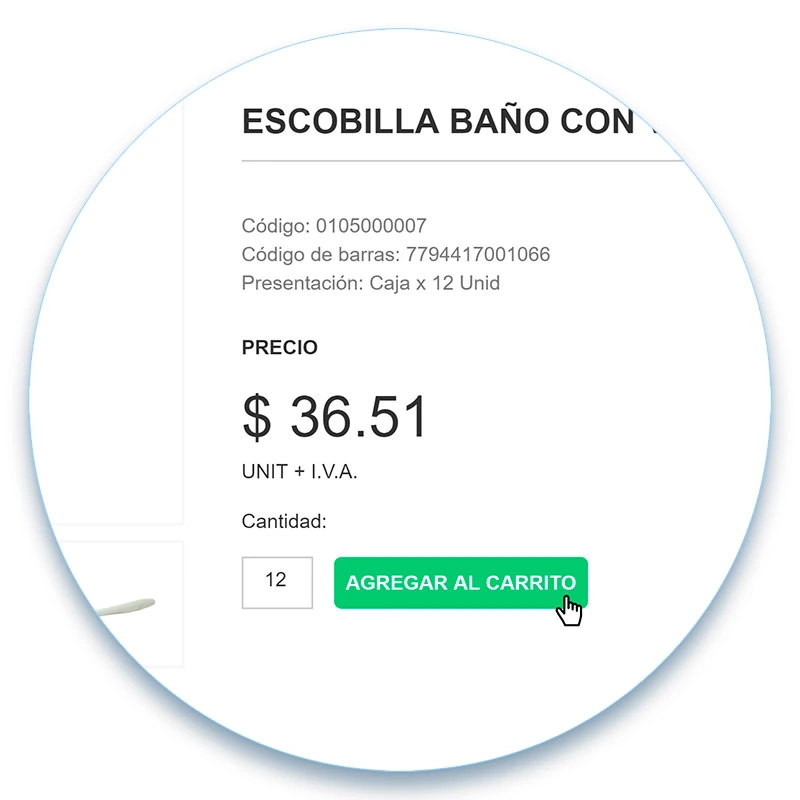 ESCOBILLA BAÑO CON
Código: 0105000007
Código de barras: 7794417001066
Presentación: Caja x 12 Unid
PRECIO
$ 36.51
UNIT + I.V.A.
Cantidad:
12
AGREGAR AL CARRITO